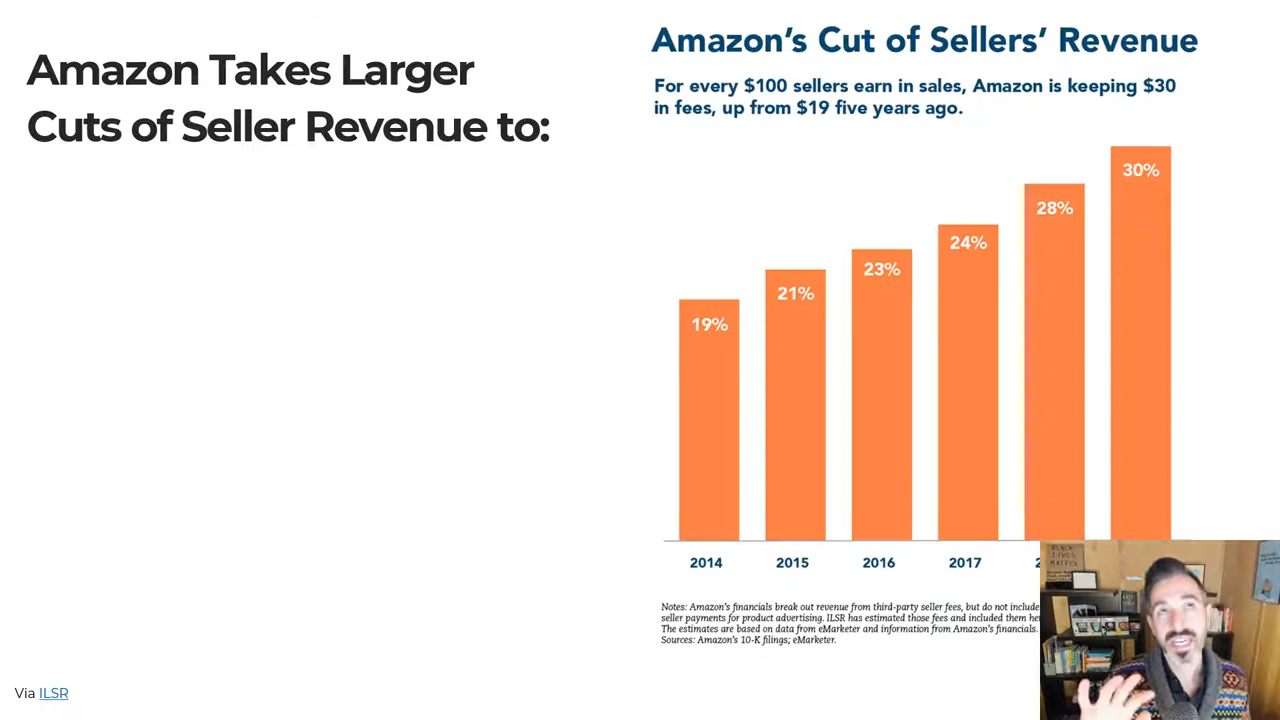 Amazon Takes Larger
Cuts of Seller Revenue to:
Amazon's Cut of Sellers' Revenue
For every $100 sellers earn in sales, Amazon is keeping $30
in fees, up from $19 five years ago.
19%
21%
23%
24%
28%
30%
2014
2015
2016
2017
Notes: Amazon's financials break out revenue from third-party seller fees, but do not include
seller payments for product advertising. ILSR has estimated those fees and included them
The estimates are based on data from eMarketer and information from Amazon's financials.
Sources: Amazon's 10-K filings; eMarketer.
BLACK
LIVES
MATTER
Via ILSR